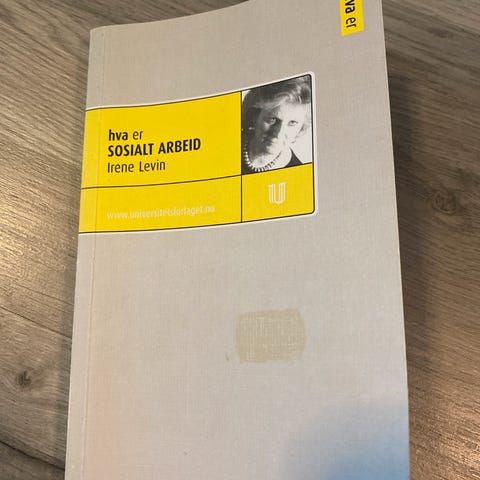 hva er
hva er
SOSIALT ARBEID
Irene Levin
www.universitetsforlaget.no
U